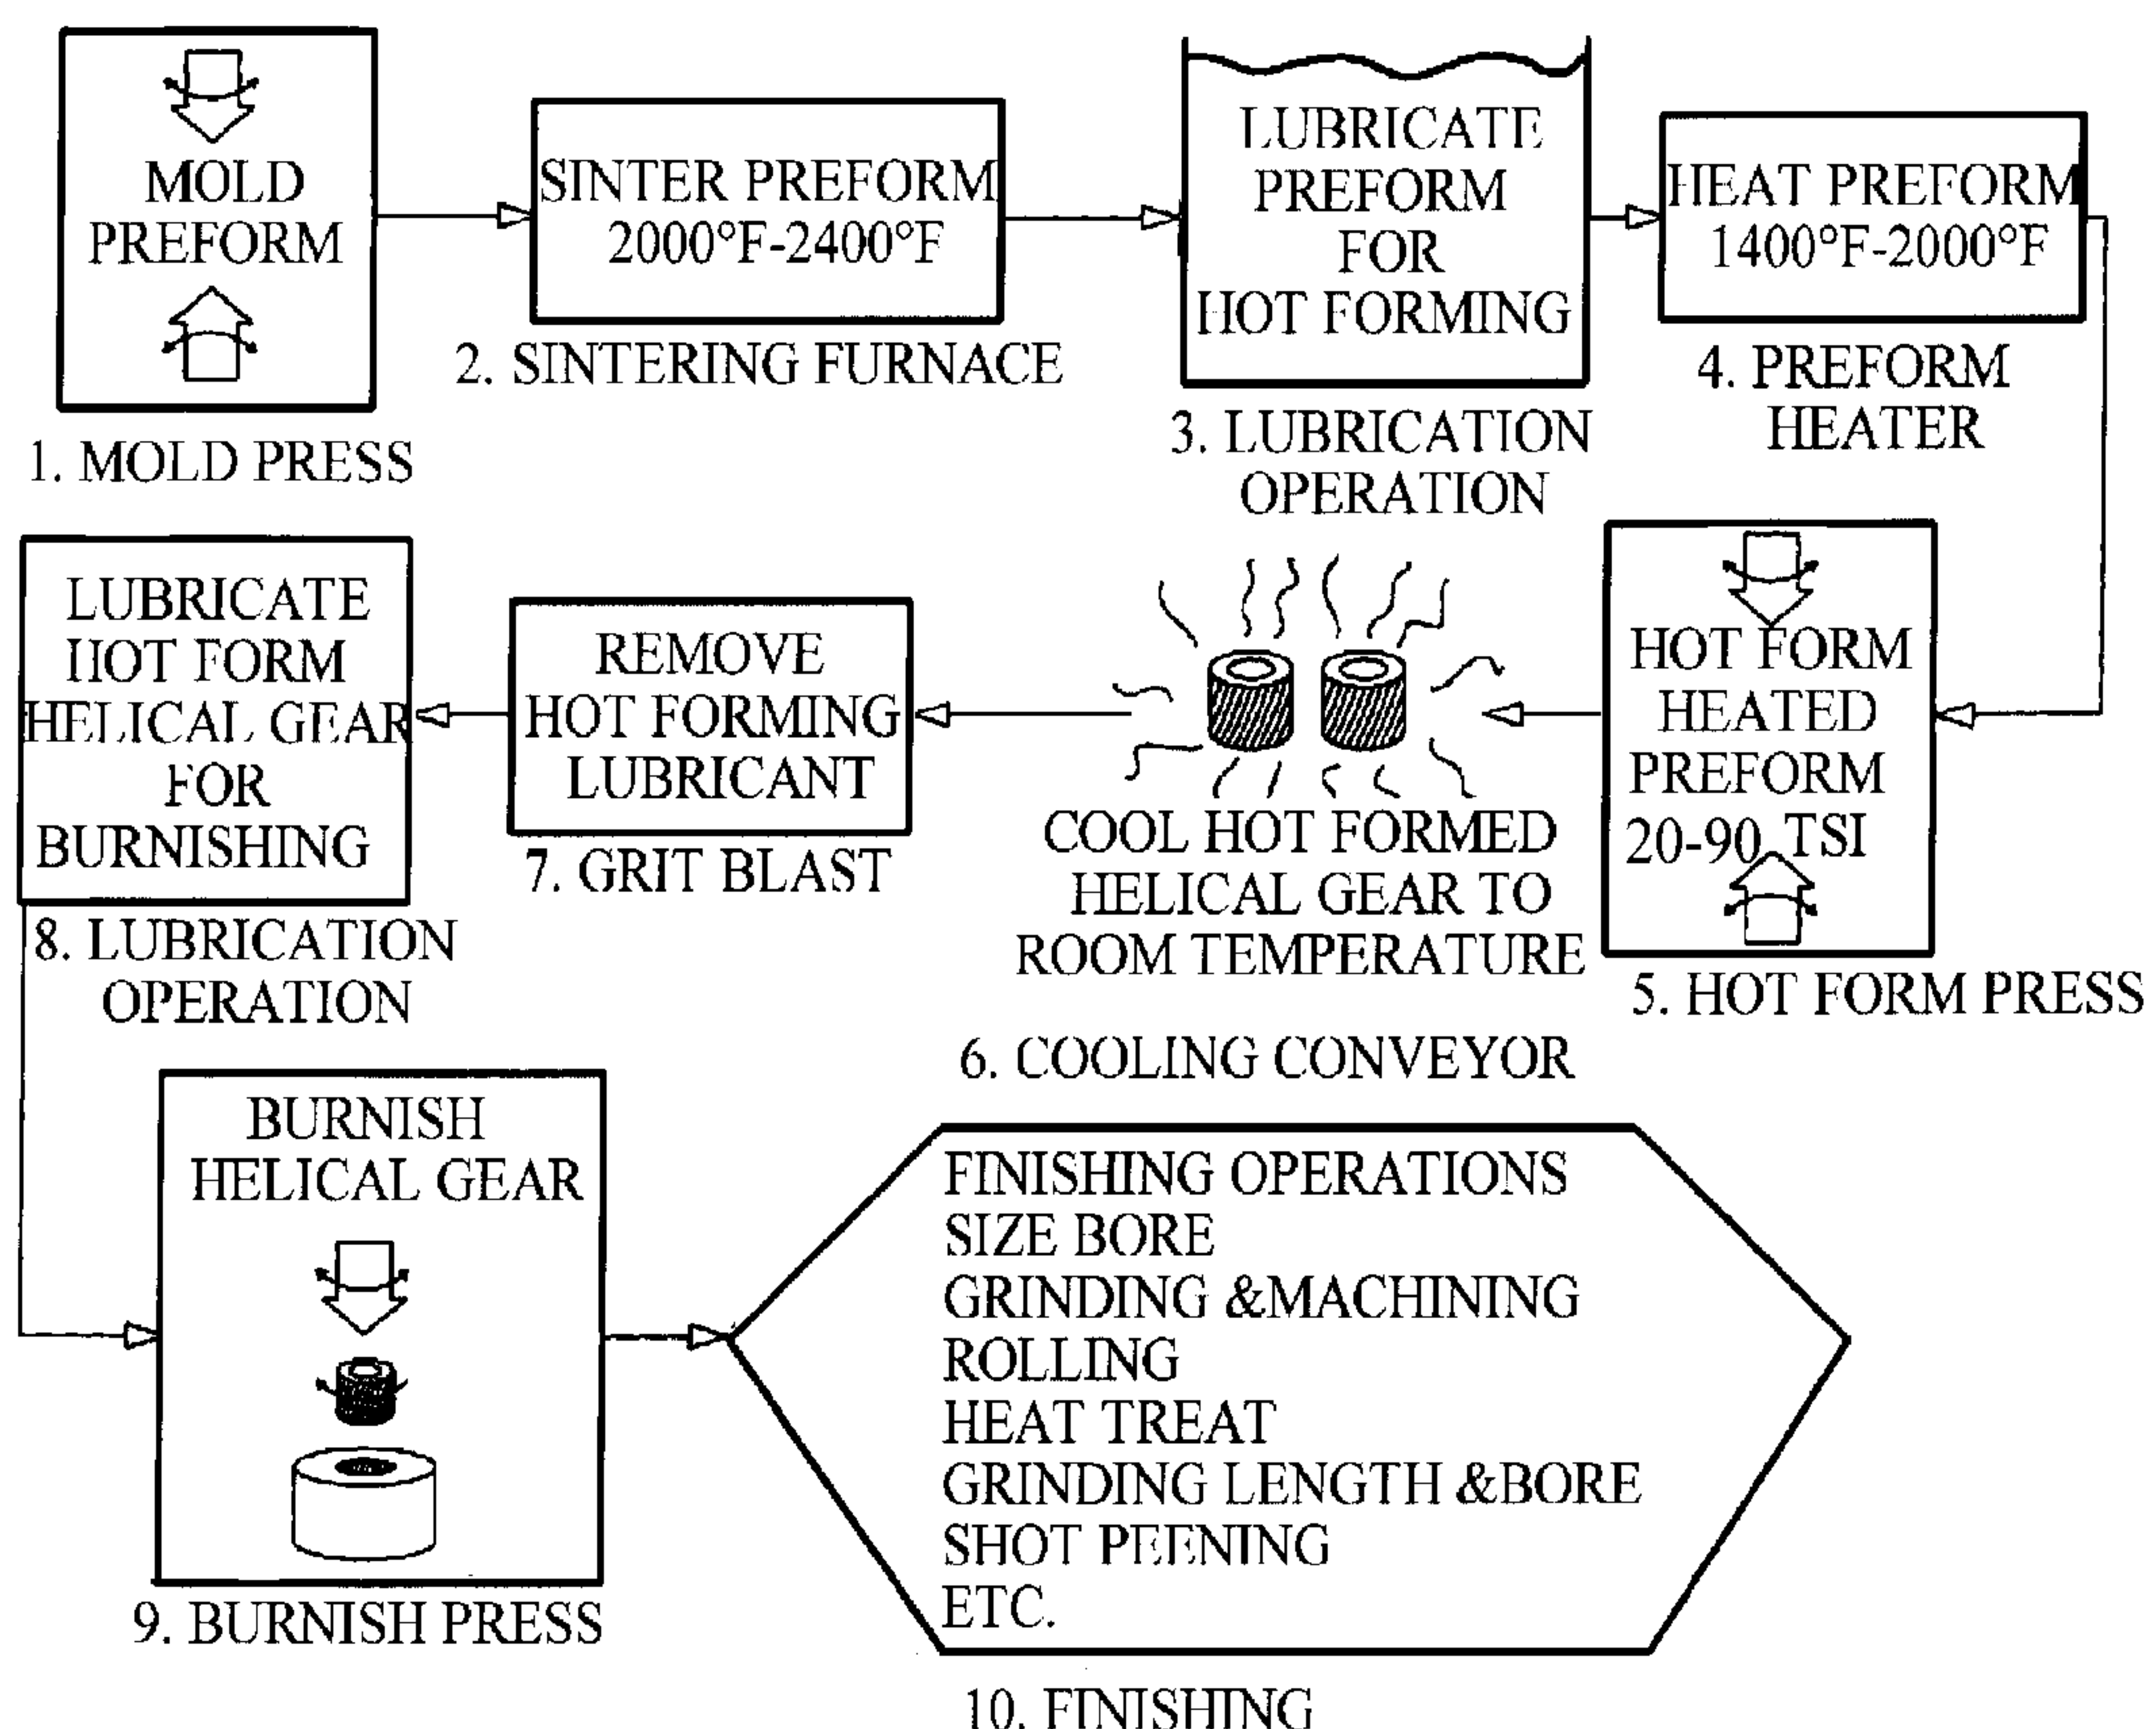 MOLD
PREFORM
1. MOLD PRESS
SINTER PREFORM
2000°F-2400°F
2. SINTERING FURNACE
LUBRICATE
PREFORM
FOR
HOT FORMING
3. LUBRICATION
OPERATION
HEAT PREFORM
1400°F-2000°F
4. PREFORM
HEATER
HOT FORM
HEATED
PREFORM
20-90 TSI
5. HOT FORM PRESS
COOL HOT FORMED
HELICAL GEAR TO
ROOM TEMPERATURE
6. COOLING CONVEYOR
REMOVE
HOT FORMING
LUBRICANT
7. GRIT BLAST
LUBRICATE
HOT FORM
HELICAL GEAR
FOR
BURNISHING
8. LUBRICATION
OPERATION
BURNISH
HELICAL GEAR
9. BURNISH PRESS
FINISHING OPERATIONS
SIZE BORE
GRINDING &MACHINING
ROLLING
HEAT TREAT
GRINDING LENGTH &BORE
SHOT PEENING
ETC.
10. FINISHING